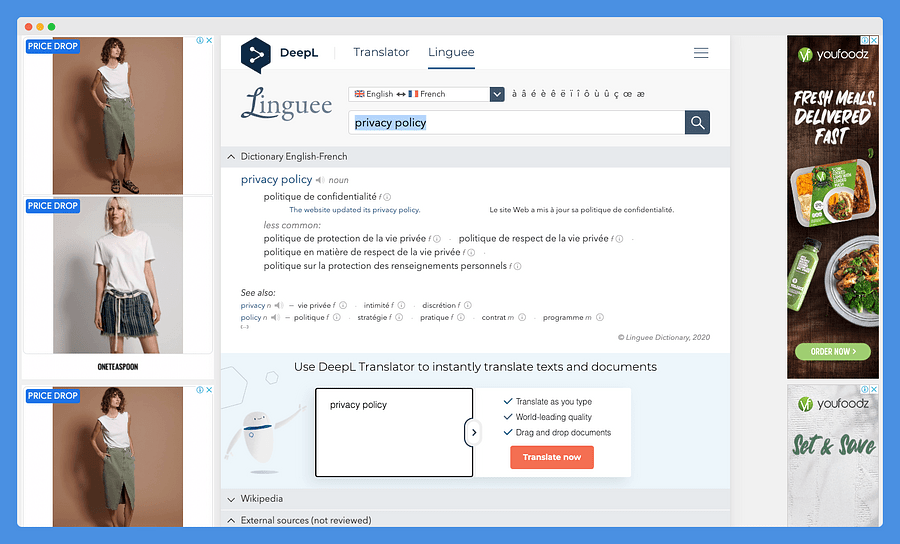 PRICE DROP
PRICE DROP
ONETEASPOON
PRICE DROP
DeepL
Translator
Linguee
Linguee
English ↔ French
à â é è ê ë ï î ô ù û ç œ æ
privacy policy
Dictionary English-French
privacy policy noun
politique de confidentialité f
The website updated its privacy policy.
Le site Web a mis à jour sa politique de confidentialité.
less common:
politique de protection de la vie privée f · politique de respect de la vie privée f ·
politique en matière de respect de la vie privée f ·
politique sur la protection des renseignements personnels f
See also:
privacy n — vie privée f · intimité f · discrétion f
policy n — politique f · stratégie f · pratique f · contrat m · programme m
© Linguee Dictionary, 2020
Use DeepL Translator to instantly translate texts and documents
privacy policy
Translate as you type
World-leading quality
Drag and drop documents
Translate now
Wikipedia
External sources (not reviewed)
youfoodz
FRESH MEALS,
DELIVERED
FAST
ORDER NOW >
youfoodz
Set & Save